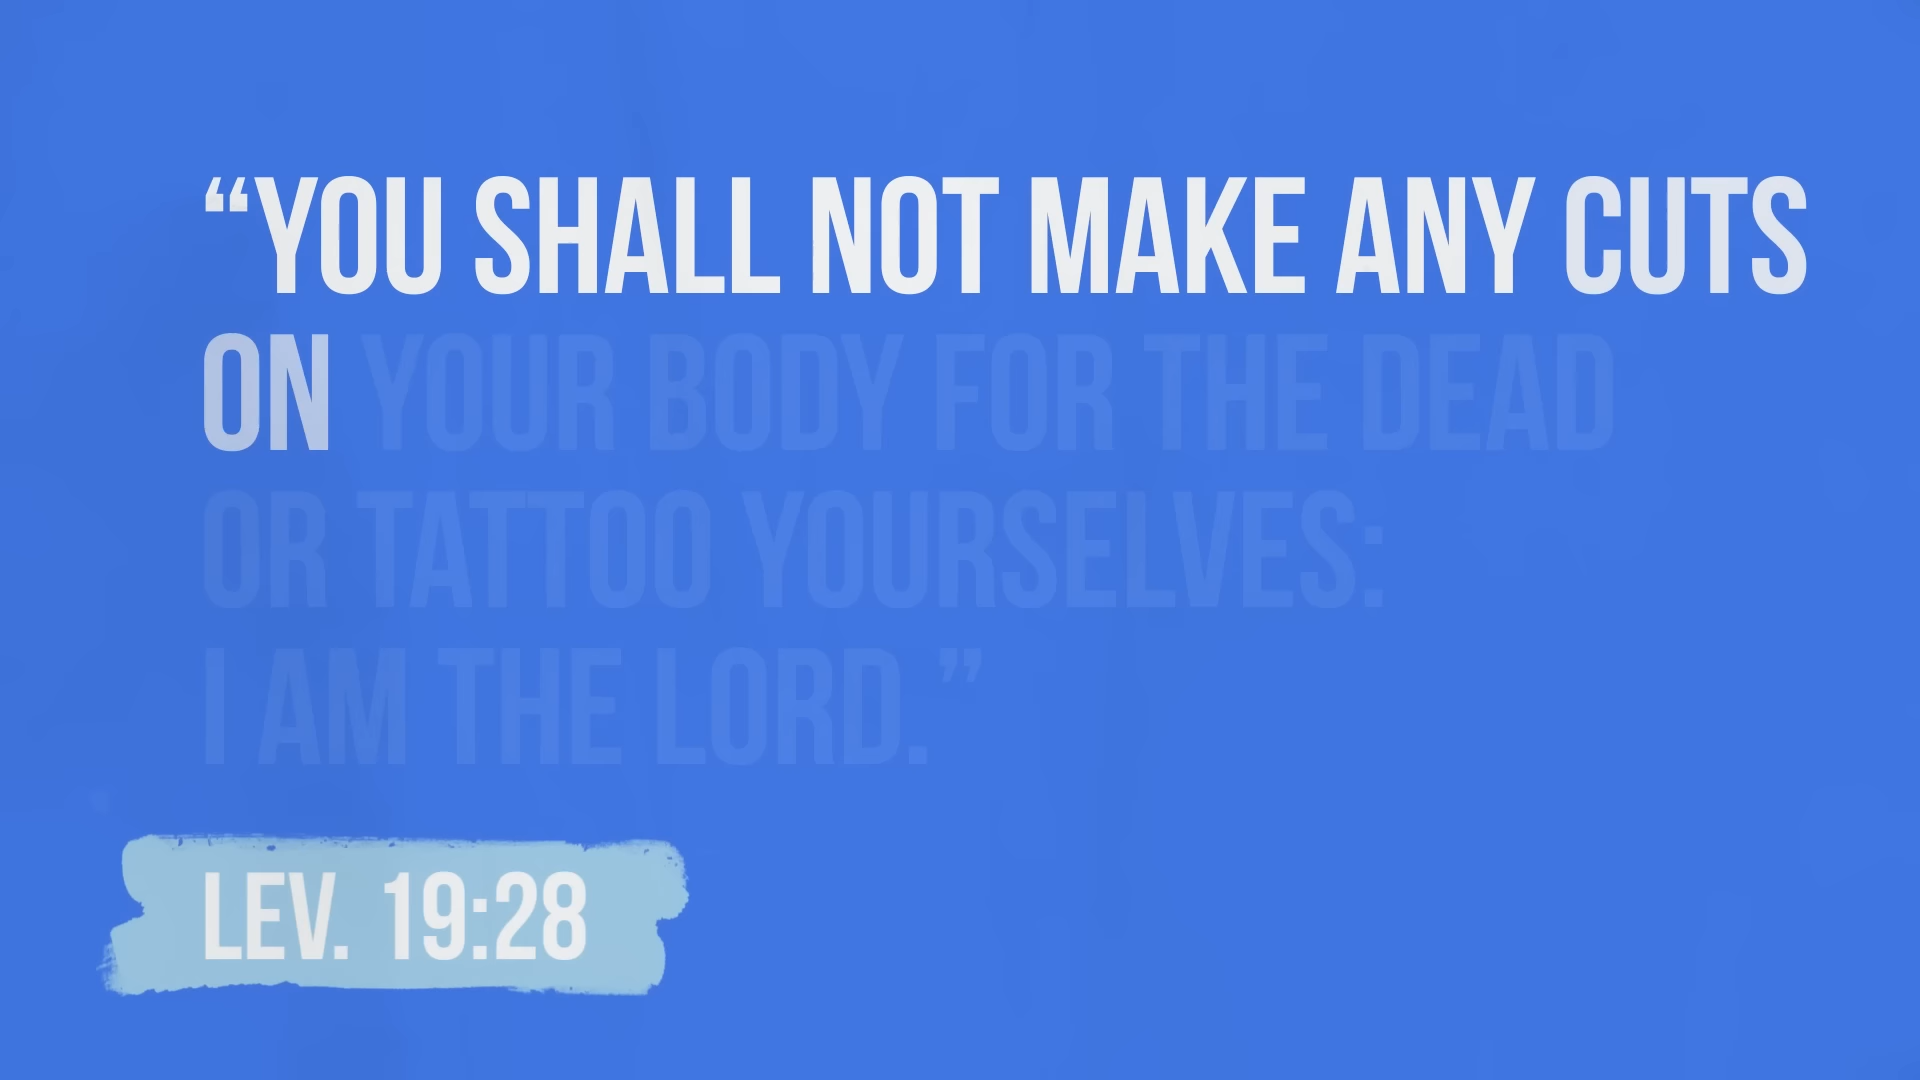 “YOU SHALL NOT MAKE ANY CUTS
ON YOUR BODY FOR THE DEAD
OR TATTOO YOURSELVES:
I AM THE LORD.”
LEV. 19:28